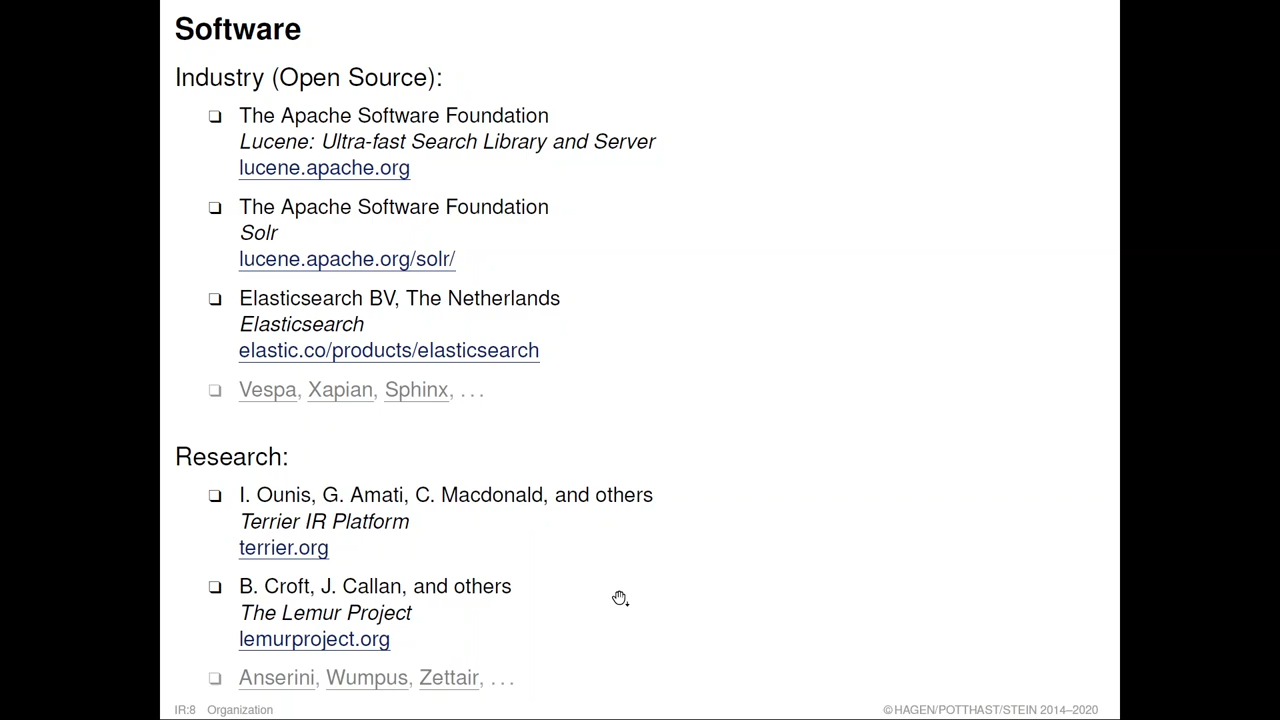 Software
Industry (Open Source):
❑ The Apache Software Foundation
Lucene: Ultra-fast Search Library and Server
lucene.apache.org
❑ The Apache Software Foundation
Solr
lucene.apache.org/solr/
❑ Elasticsearch BV, The Netherlands
Elasticsearch
elastic.co/products/elasticsearch
❑ Vespa, Xapian, Sphinx, ...
Research:
❑ I. Ounis, G. Amati, C. Macdonald, and others
Terrier IR Platform
terrier.org
❑ B. Croft, J. Callan, and others
The Lemur Project
lemurproject.org
❑ Anserini, Wumpus, Zettair, ...
IR:8 Organization ©HAGEN/POTTHAST/STEIN 2014–2020